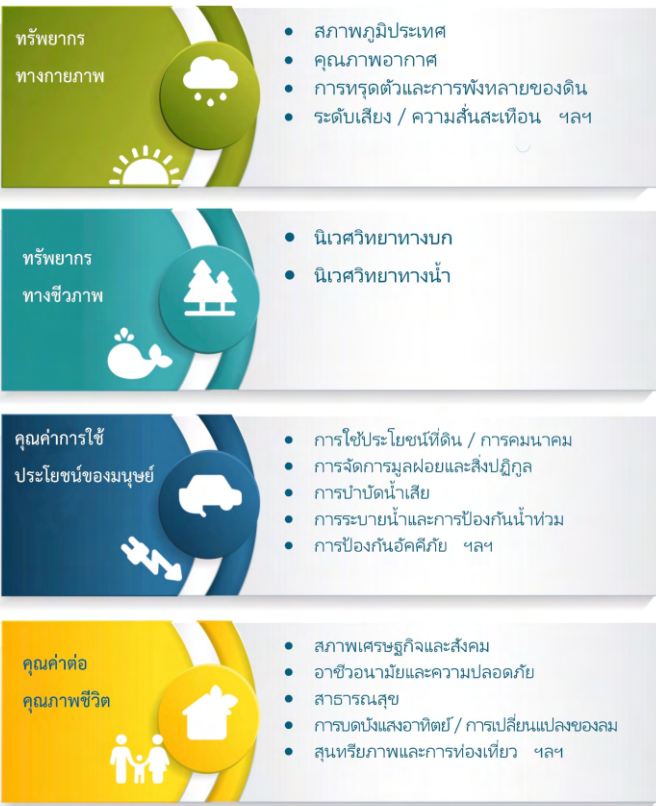 ทรัพยากร
ทางกายภาพ
• สภาพภูมิประเทศ
• คุณภาพอากาศ
• การทรุดตัวและการพังทลายของดิน
• ระดับเสียง / ความสั่นสะเทือน ฯลฯ
ทรัพยากร
ทางชีวภาพ
• นิเวศวิทยาทางบก
• นิเวศวิทยาทางน้ำ
คุณค่าการใช้
ประโยชน์ของมนุษย์
• การใช้ประโยชน์ที่ดิน / การคมนาคม
• การจัดการมูลฝอยและสิ่งปฏิกูล
• การบำบัดน้ำเสีย
• การระบายน้ำและการป้องกันน้ำท่วม
• การป้องกันอัคคีภัย ฯลฯ
คุณค่าต่อ
คุณภาพชีวิต
• สภาพเศรษฐกิจและสังคม
• อาชีวอนามัยและความปลอดภัย
• สาธารณสุข
• การบดบังแสงอาทิตย์ / การเปลี่ยนแปลงของลม
• สุนทรียภาพและการท่องเที่ยว ฯลฯ